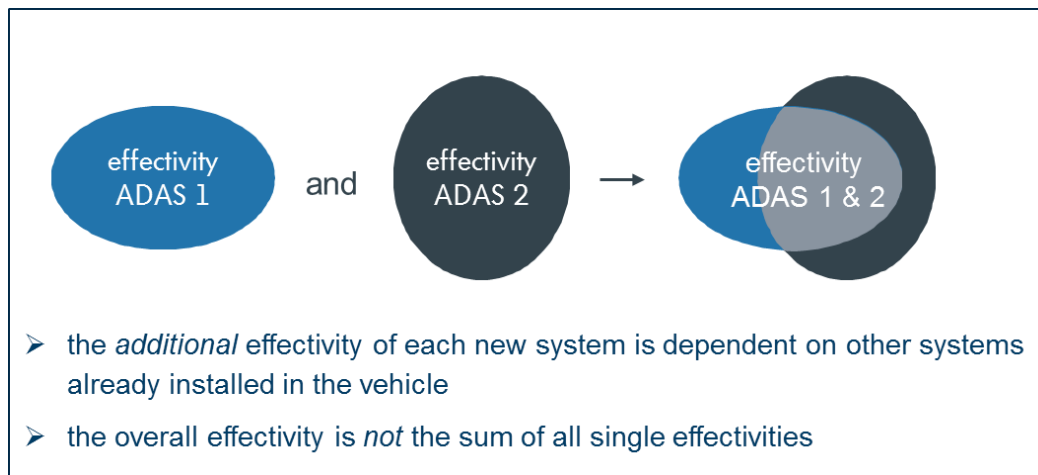 effectivity
ADAS 1
and
effectivity
ADAS 2
effectivity
ADAS 1 & 2
➢ the additional effectivity of each new system is dependent on other systems
already installed in the vehicle
➢ the overall effectivity is not the sum of all single effectivities